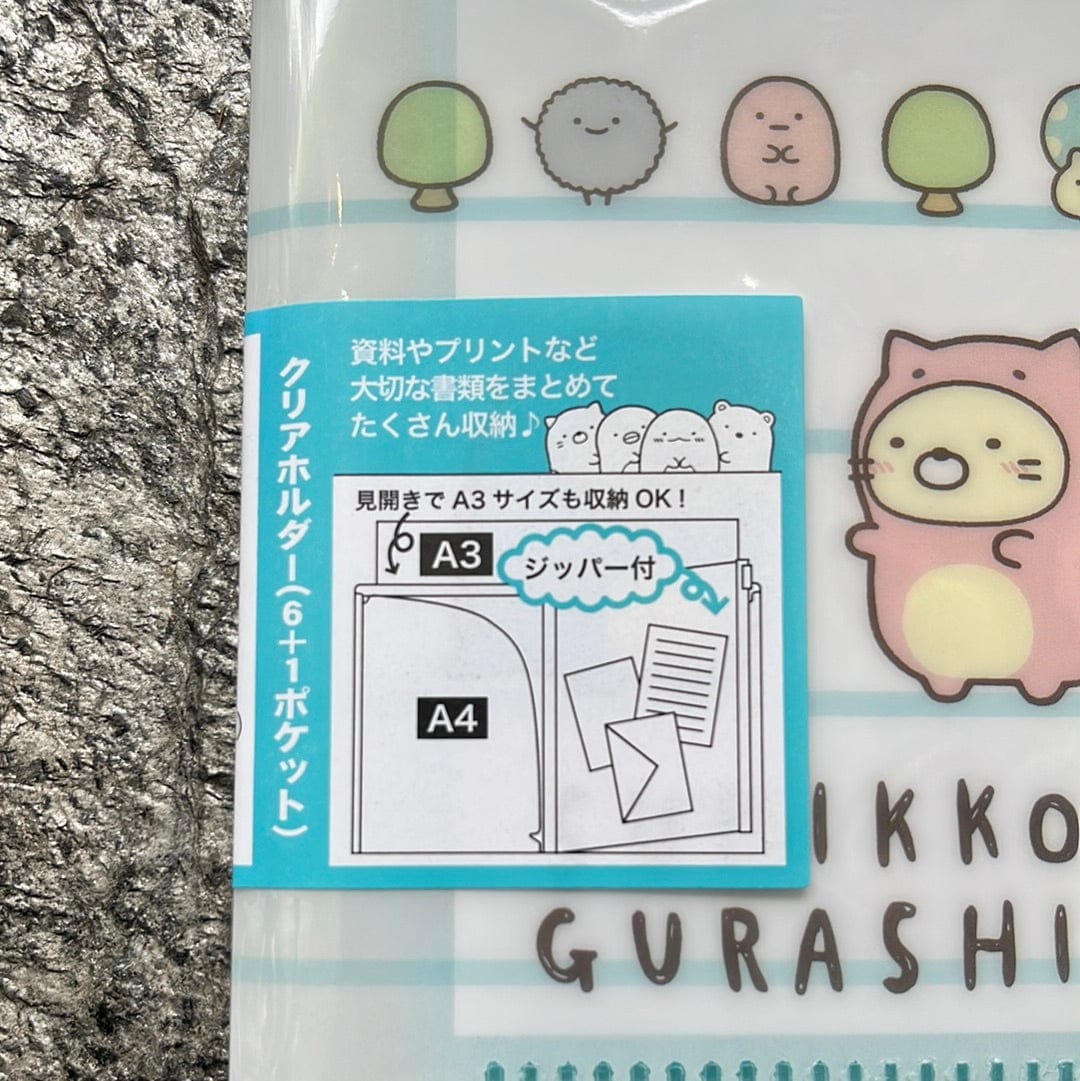 資料やプリントなど
大切な書類をまとめて
たくさん収納♪
クリアホルダー(6+1ポケット)
見開きでA3サイズも収納OK!
A3
ジッパー付
A4
IKKO
GURASHI